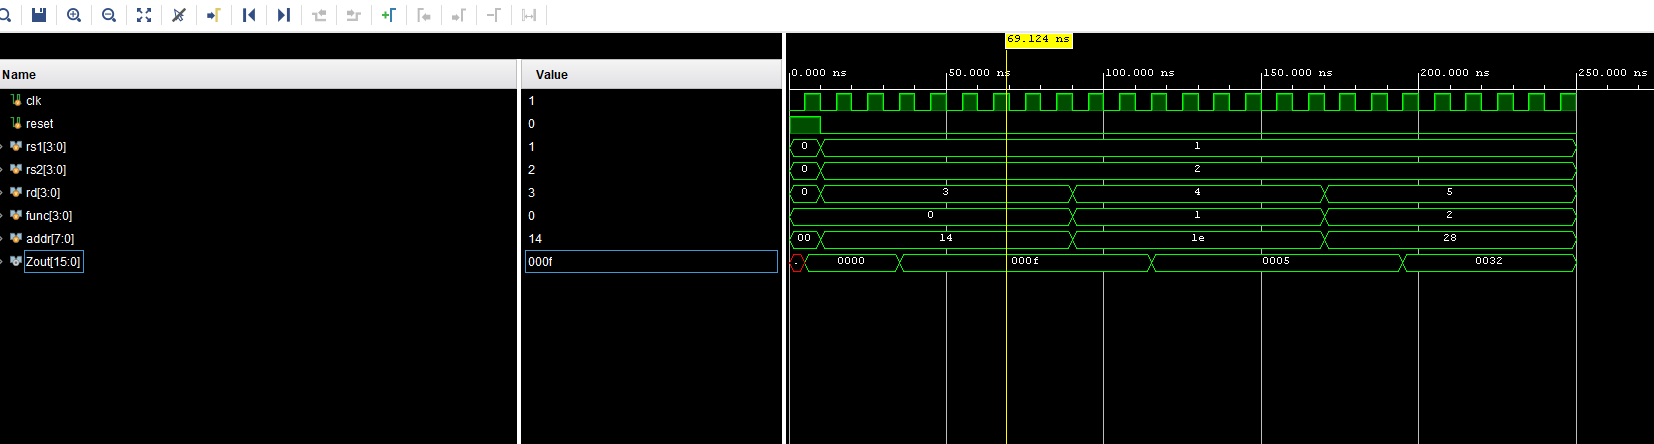 69.124 ns
Name Value 0.000 ns 50.000 ns 100.000 ns 150.000 ns 200.000 ns 250.000 ns
clk 1
reset 0
rs1[3:0] 1 0 1
rs2[3:0] 2 0 2
rd[3:0] 3 0 3 4 5
func[3:0] 0 0 1 2
addr[7:0] 14 00 14 1e 28
Zout[15:0] 000f . 0000 000f 0005 0032